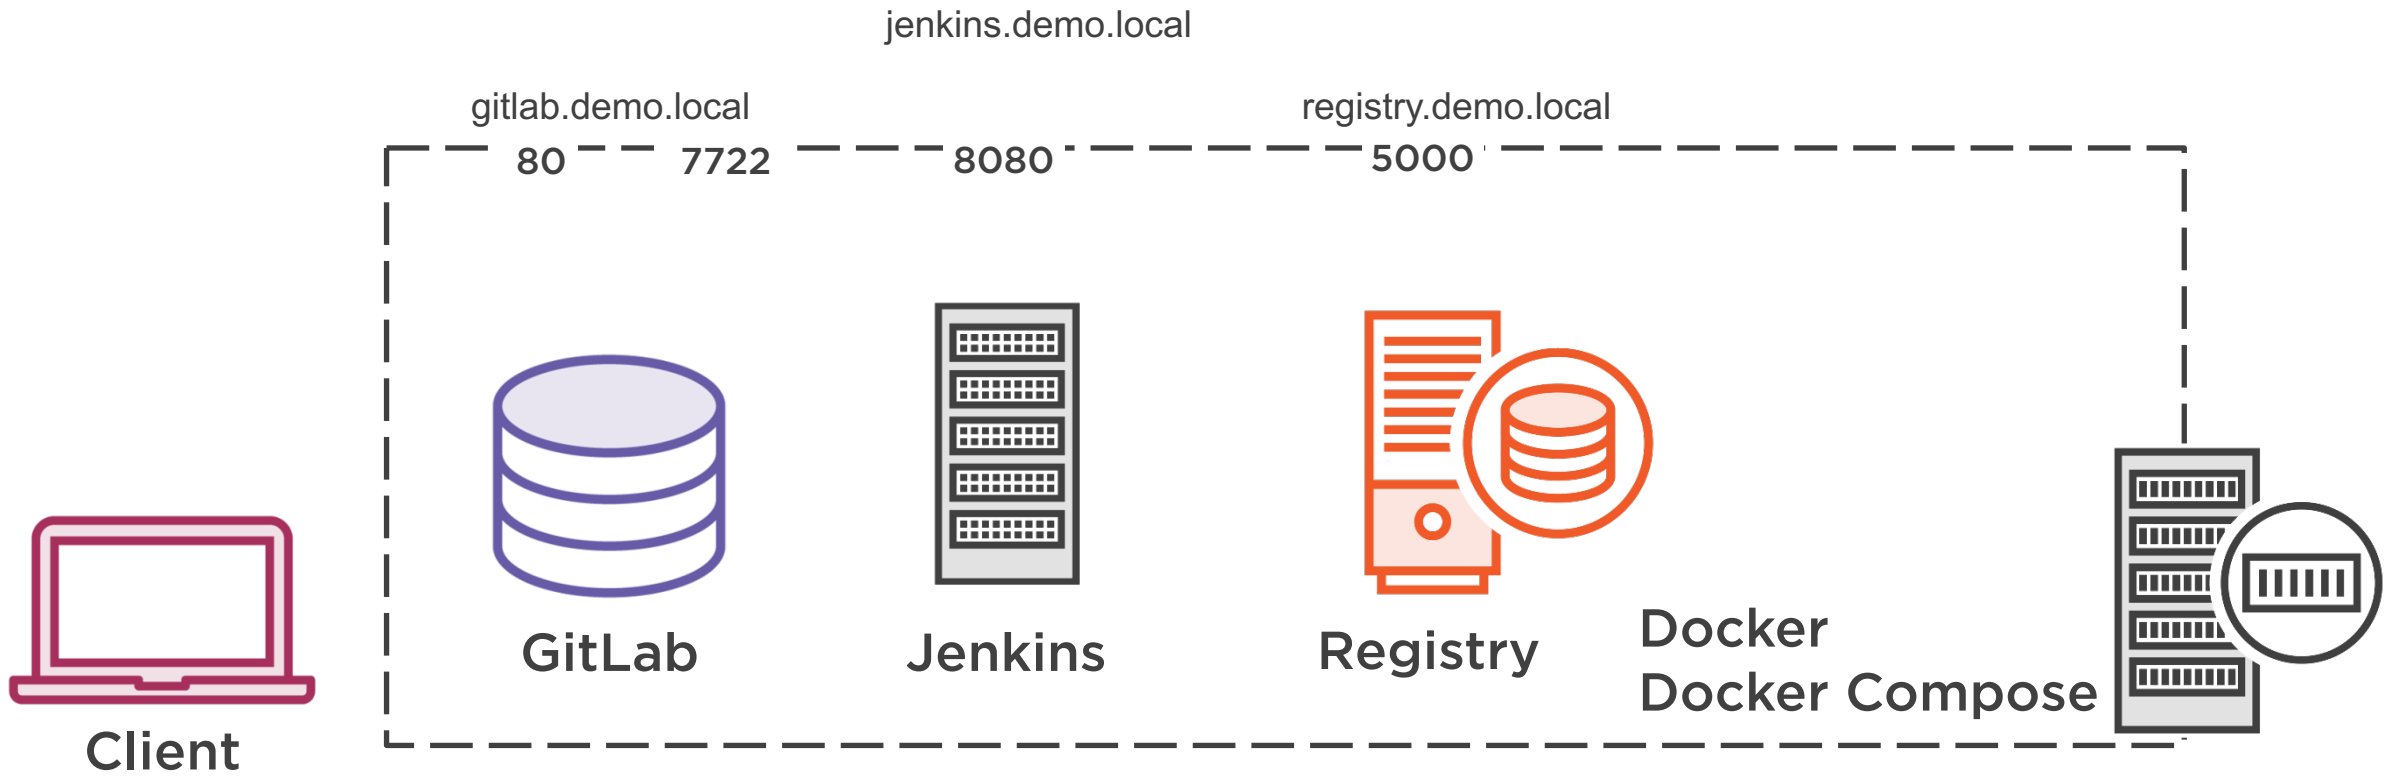 jenkins.demo.local
gitlab.demo.local
registry.demo.local
80
7722
8080
5000
GitLab
Jenkins
Registry
Docker
Docker Compose
Client